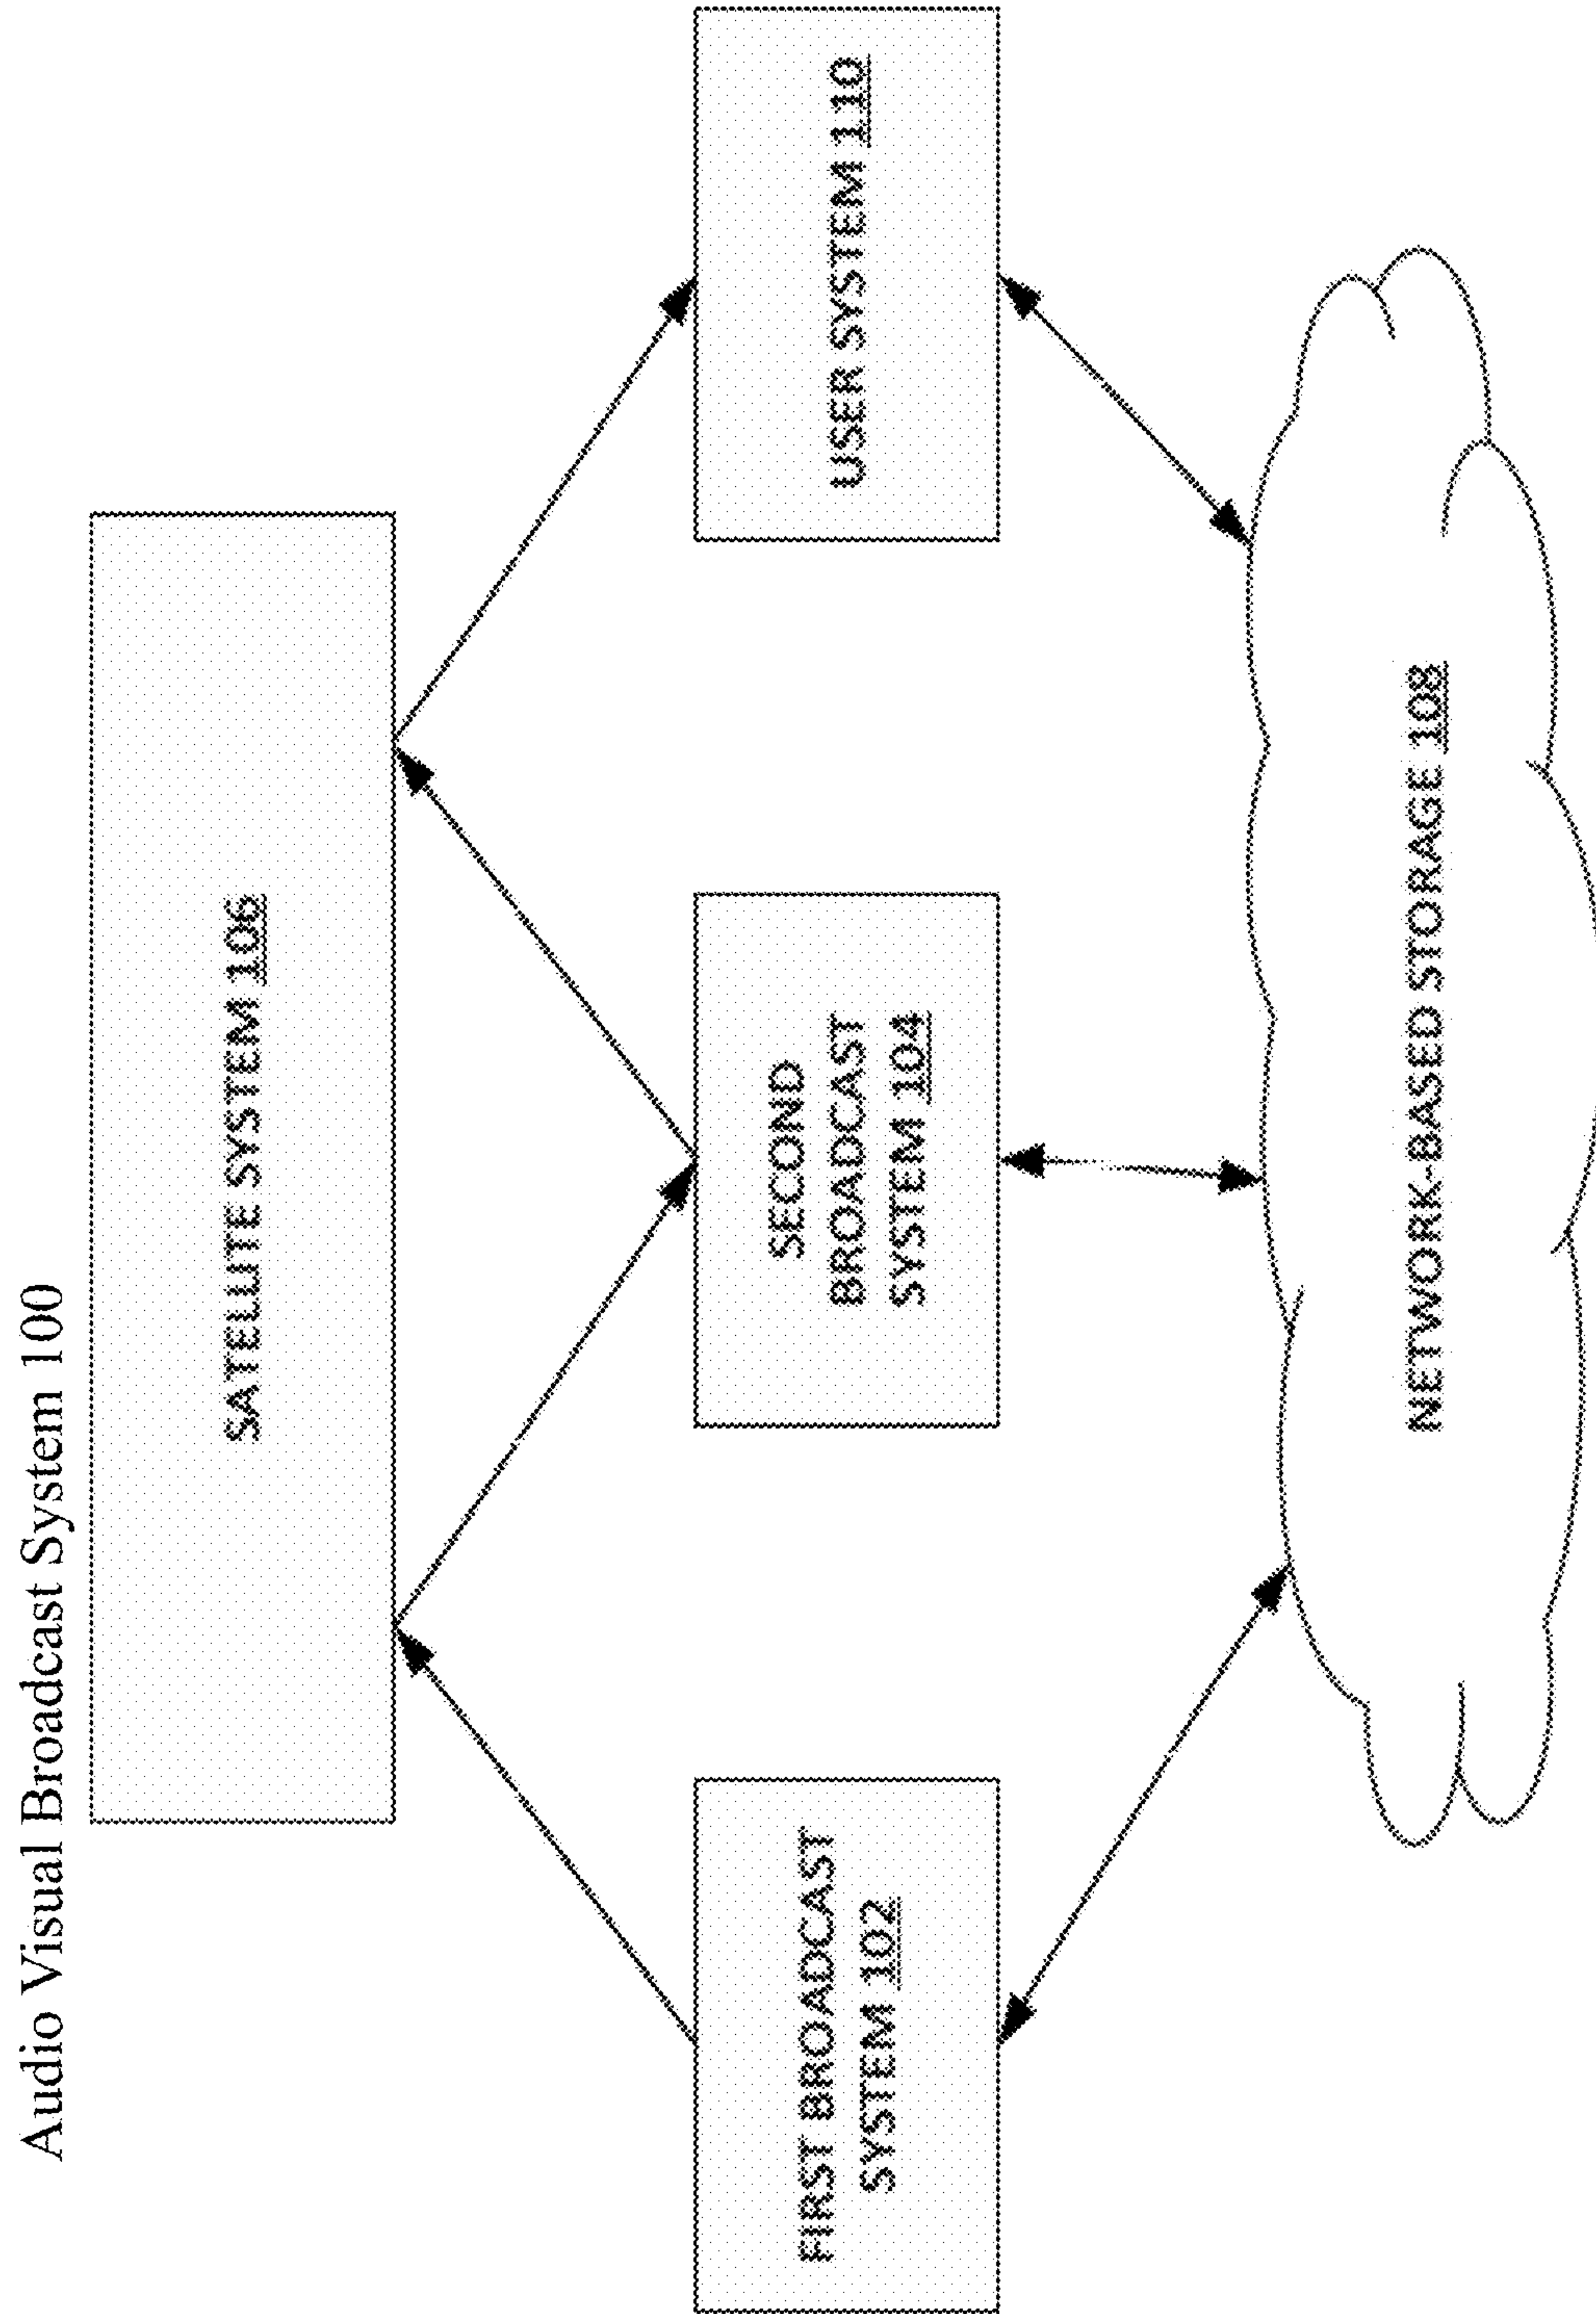 Audio Visual Broadcast System 100
SATELLITE SYSTEM 106
FIRST BROADCAST
SYSTEM 102
SECOND
BROADCAST
SYSTEM 104
USER SYSTEM 110
NETWORK-BASED STORAGE 108